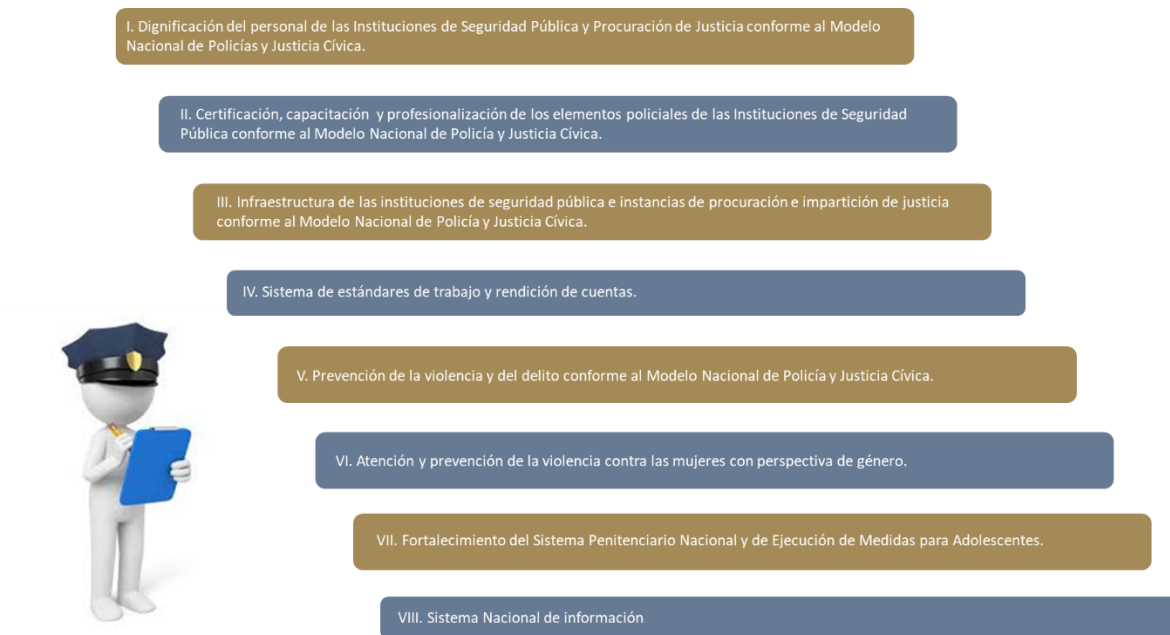 I. Dignificación del personal de las Instituciones de Seguridad Pública y Procuración de Justicia conforme al Modelo
Nacional de Policías y Justicia Cívica.
II. Certificación, capacitación y profesionalización de los elementos policiales de las Instituciones de Seguridad
Pública conforme al Modelo Nacional de Policía y Justicia Cívica.
III. Infraestructura de las instituciones de seguridad pública e instancias de procuración e impartición de justicia
conforme al Modelo Nacional de Policía y Justicia Cívica.
IV. Sistema de estándares de trabajo y rendición de cuentas.
V. Prevención de la violencia y del delito conforme al Modelo Nacional de Policía y Justicia Cívica.
VI. Atención y prevención de la violencia contra las mujeres con perspectiva de género.
VII. Fortalecimiento del Sistema Penitenciario Nacional y de Ejecución de Medidas para Adolescentes.
VIII. Sistema Nacional de información